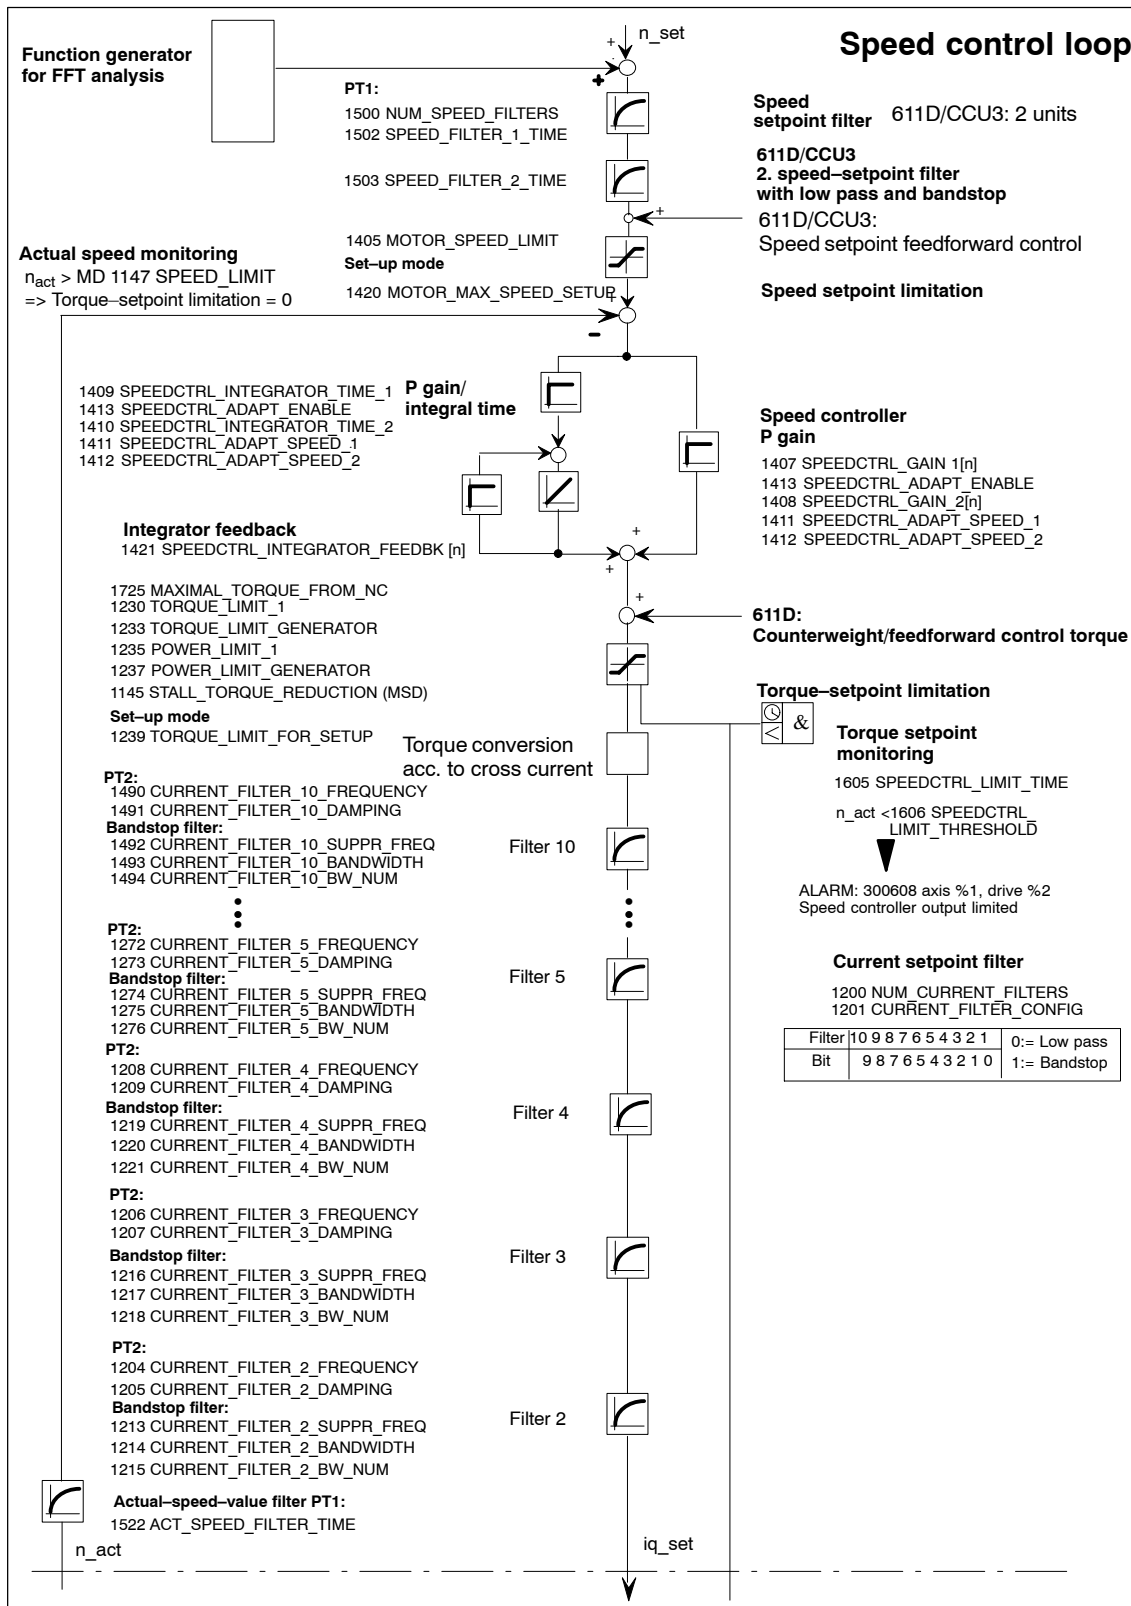 Speed control loop
Function generator
for FFT analysis
n_set
+
+
PT1:
1500 NUM_SPEED_FILTERS
1502 SPEED_FILTER_1_TIME
1503 SPEED_FILTER_2_TIME
Speed
setpoint filter
611D/CCU3: 2 units
611D/CCU3
2. speed–setpoint filter
with low pass and bandstop
+
611D/CCU3:
Speed setpoint feedforward control
Actual speed monitoring
nact > MD 1147 SPEED_LIMIT
=> Torque–setpoint limitation = 0
1405 MOTOR_SPEED_LIMIT
Set–up mode
1420 MOTOR_MAX_SPEED_SETUP
Speed setpoint limitation
+
–
1409 SPEEDCTRL_INTEGRATOR_TIME_1
1413 SPEEDCTRL_ADAPT_ENABLE
1410 SPEEDCTRL_INTEGRATOR_TIME_2
1411 SPEEDCTRL_ADAPT_SPEED_1
1412 SPEEDCTRL_ADAPT_SPEED_2
P gain/
integral time
Speed controller
P gain
1407 SPEEDCTRL_GAIN 1[n]
1413 SPEEDCTRL_ADAPT_ENABLE
1408 SPEEDCTRL_GAIN_2[n]
1411 SPEEDCTRL_ADAPT_SPEED_1
1412 SPEEDCTRL_ADAPT_SPEED_2
Integrator feedback
1421 SPEEDCTRL_INTEGRATOR_FEEDBK [n]
+
+
+
1725 MAXIMAL_TORQUE_FROM_NC
1230 TORQUE_LIMIT_1
1233 TORQUE_LIMIT_GENERATOR
1235 POWER_LIMIT_1
1237 POWER_LIMIT_GENERATOR
1145 STALL_TORQUE_REDUCTION (MSD)
Set–up mode
1239 TORQUE_LIMIT_FOR_SETUP
611D:
Counterweight/feedforward control torque
Torque–setpoint limitation
<
&
Torque setpoint
monitoring
1605 SPEEDCTRL_LIMIT_TIME
n_act <1606 SPEEDCTRL_
LIMIT_THRESHOLD
ALARM: 300608 axis %1, drive %2
Speed controller output limited
Torque conversion
acc. to cross current
PT2:
1490 CURRENT_FILTER_10_FREQUENCY
1491 CURRENT_FILTER_10_DAMPING
Bandstop filter:
1492 CURRENT_FILTER_10_SUPPR_FREQ
1493 CURRENT_FILTER_10_BANDWIDTH
1494 CURRENT_FILTER_10_BW_NUM
Filter 10
PT2:
1272 CURRENT_FILTER_5_FREQUENCY
1273 CURRENT_FILTER_5_DAMPING
Bandstop filter:
1274 CURRENT_FILTER_5_SUPPR_FREQ
1275 CURRENT_FILTER_5_BANDWIDTH
1276 CURRENT_FILTER_5_BW_NUM
Filter 5
Current setpoint filter
1200 NUM_CURRENT_FILTERS
1201 CURRENT_FILTER_CONFIG
Filter 10 9 8 7 6 5 4 3 2 1 0:= Low pass
Bit 9 8 7 6 5 4 3 2 1 0 1:= Bandstop
PT2:
1208 CURRENT_FILTER_4_FREQUENCY
1209 CURRENT_FILTER_4_DAMPING
Bandstop filter:
1219 CURRENT_FILTER_4_SUPPR_FREQ
1220 CURRENT_FILTER_4_BANDWIDTH
1221 CURRENT_FILTER_4_BW_NUM
Filter 4
PT2:
1206 CURRENT_FILTER_3_FREQUENCY
1207 CURRENT_FILTER_3_DAMPING
Bandstop filter:
1216 CURRENT_FILTER_3_SUPPR_FREQ
1217 CURRENT_FILTER_3_BANDWIDTH
1218 CURRENT_FILTER_3_BW_NUM
Filter 3
PT2:
1204 CURRENT_FILTER_2_FREQUENCY
1205 CURRENT_FILTER_2_DAMPING
Bandstop filter:
1213 CURRENT_FILTER_2_SUPPR_FREQ
1214 CURRENT_FILTER_2_BANDWIDTH
1215 CURRENT_FILTER_2_BW_NUM
Filter 2
Actual–speed–value filter PT1:
1522 ACT_SPEED_FILTER_TIME
n_act
iq_set